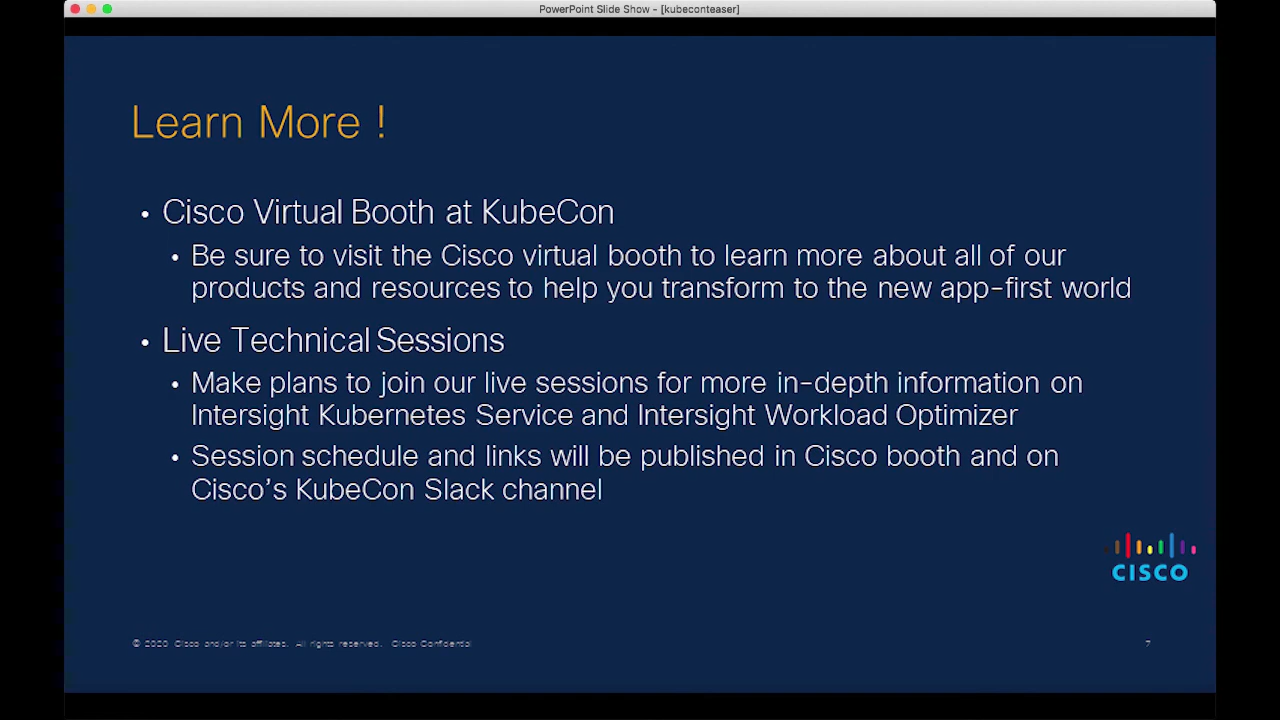 PowerPoint Slide Show - [kubeconteaser]
Learn More !
• Cisco Virtual Booth at KubeCon
• Be sure to visit the Cisco virtual booth to learn more about all of our
products and resources to help you transform to the new app-first world
• Live Technical Sessions
• Make plans to join our live sessions for more in-depth information on
Intersight Kubernetes Service and Intersight Workload Optimizer
• Session schedule and links will be published in Cisco booth and on
Cisco's KubeCon Slack channel
CISCO
© 2020 Cisco and/or its affiliates. All rights reserved. Cisco Confidential
7